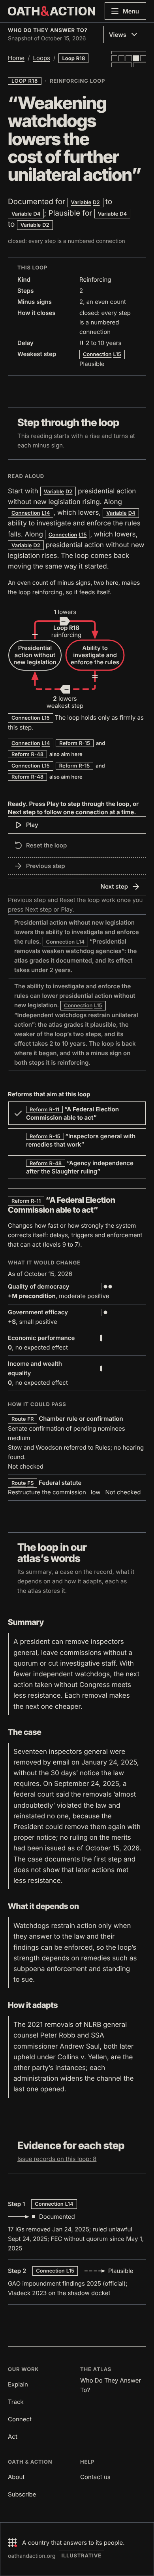 OATH&ACTION
Menu
WHO DO THEY ANSWER TO?
Snapshot of October 15, 2026
Views
Home / Loops / Loop R18
LOOP R18 · REINFORCING LOOP
“Weakening
watchdogs
lowers the
cost of further
unilateral action”
Documented for Variable D2 to
Variable D4; Plausible for Variable D4
to Variable D2
closed: every step is a numbered connection
THIS LOOP
Kind Reinforcing
Steps 2
Minus signs 2, an even count
How it closes closed: every step
is a numbered
connection
Delay 2 to 10 years
Weakest step Connection L15
Plausible
Step through the loop
This reading starts with a rise and turns at
each minus sign.
READ ALOUD
Start with Variable D2 presidential action
without new legislation rising. Along
Connection L14, which lowers, Variable D4
ability to investigate and enforce the rules
falls. Along Connection L15, which lowers,
Variable D2 presidential action without new
legislation rises. The loop comes back
moving the same way it started.
An even count of minus signs, two here, makes
the loop reinforcing, so it feeds itself.
1 lowers
Loop R18
reinforcing
Presidential
action without
new legislation
Ability to
investigate and
enforce the rules
2 lowers
weakest step
Connection L15 The loop holds only as firmly as
this step.
Connection L14 Reform R-15 and
Reform R-48 also aim here
Connection L15 Reform R-15 and
Reform R-48 also aim here
Ready. Press Play to step through the loop, or
Next step to follow one connection at a time.
Play
Reset the loop
Previous step
Next step
Previous step and Reset the loop work once you
press Next step or Play.
Presidential action without new legislation
lowers the ability to investigate and enforce
the rules. Connection L14 “Presidential
removals weaken watchdog agencies”: the
atlas grades it documented, and its effect
takes under 2 years.
The ability to investigate and enforce the
rules can lower presidential action without
new legislation. Connection L15
“Independent watchdogs restrain unilateral
action”: the atlas grades it plausible, the
weaker of the loop’s two steps, and its
effect takes 2 to 10 years. The loop is back
where it began, and with a minus sign on
both steps it is reinforcing.
Reforms that aim at this loop
Reform R-11 “A Federal Election
Commission able to act”
Reform R-15 “Inspectors general with
remedies that work”
Reform R-48 “Agency independence
after the Slaughter ruling”
Reform R-11 “A Federal Election
Commission able to act”
Changes how fast or how strongly the system
corrects itself: delays, triggers and enforcement
that can act (levels 9 to 7).
WHAT IT WOULD CHANGE
As of October 15, 2026
Quality of democracy
+M precondition, moderate positive
Government efficacy
+S, small positive
Economic performance
0, no expected effect
Income and wealth
equality
0, no expected effect
HOW IT COULD PASS
Route FR Chamber rule or confirmation
Senate confirmation of pending nominees
medium
Stow and Woodson referred to Rules; no hearing
found.
Not checked
Route FS Federal statute
Restructure the commission low Not checked
The loop in our
atlas’s words
Its summary, a case on the record, what it
depends on and how it adapts, each as
the atlas stores it.
Summary
A president can remove inspectors
general, leave commissions without a
quorum or cut investigative staff. With
fewer independent watchdogs, the next
action taken without Congress meets
less resistance. Each removal makes
the next one cheaper.
The case
Seventeen inspectors general were
removed by email on January 24, 2025,
without the 30 days’ notice the law
requires. On September 24, 2025, a
federal court said the removals ‘almost
undoubtedly’ violated the law and
reinstated no one, because the
President could remove them again with
proper notice; no ruling on the merits
had been issued as of October 15, 2026.
The case documents the first step and
does not show that later actions met
less resistance.
What it depends on
Watchdogs restrain action only when
they answer to the law and their
findings can be enforced, so the loop’s
strength depends on remedies such as
subpoena enforcement and standing
to sue.
How it adapts
The 2021 removals of NLRB general
counsel Peter Robb and SSA
commissioner Andrew Saul, both later
upheld under Collins v. Yellen, are the
other party’s instances; each
administration widens the channel the
last one opened.
Evidence for each step
Issue records on this loop: 8
Step 1 Connection L14
Documented
17 IGs removed Jan 24, 2025; ruled unlawful
Sept 24, 2025; FEC without quorum since May 1,
2025
Step 2 Connection L15 Plausible
GAO impoundment findings 2025 (official);
Vladeck 2023 on the shadow docket
OUR WORK
Explain
Track
Connect
Act
THE ATLAS
Who Do They Answer
To?
OATH & ACTION
About
Subscribe
HELP
Contact us
A country that answers to its people.
oathandaction.org ILLUSTRATIVE